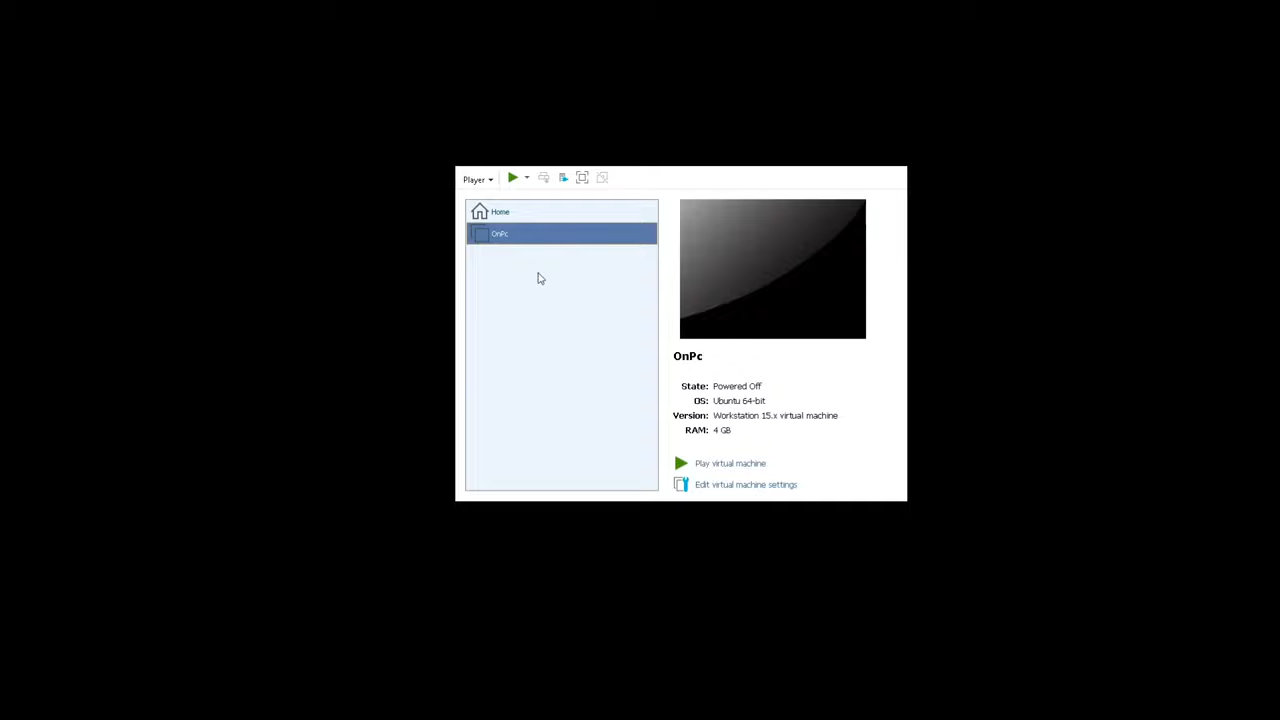 Player
Home
OnPc
OnPc
State: Powered Off
OS: Ubuntu 64-bit
Version: Workstation 15.x virtual machine
RAM: 4 GB
Play virtual machine
Edit virtual machine settings